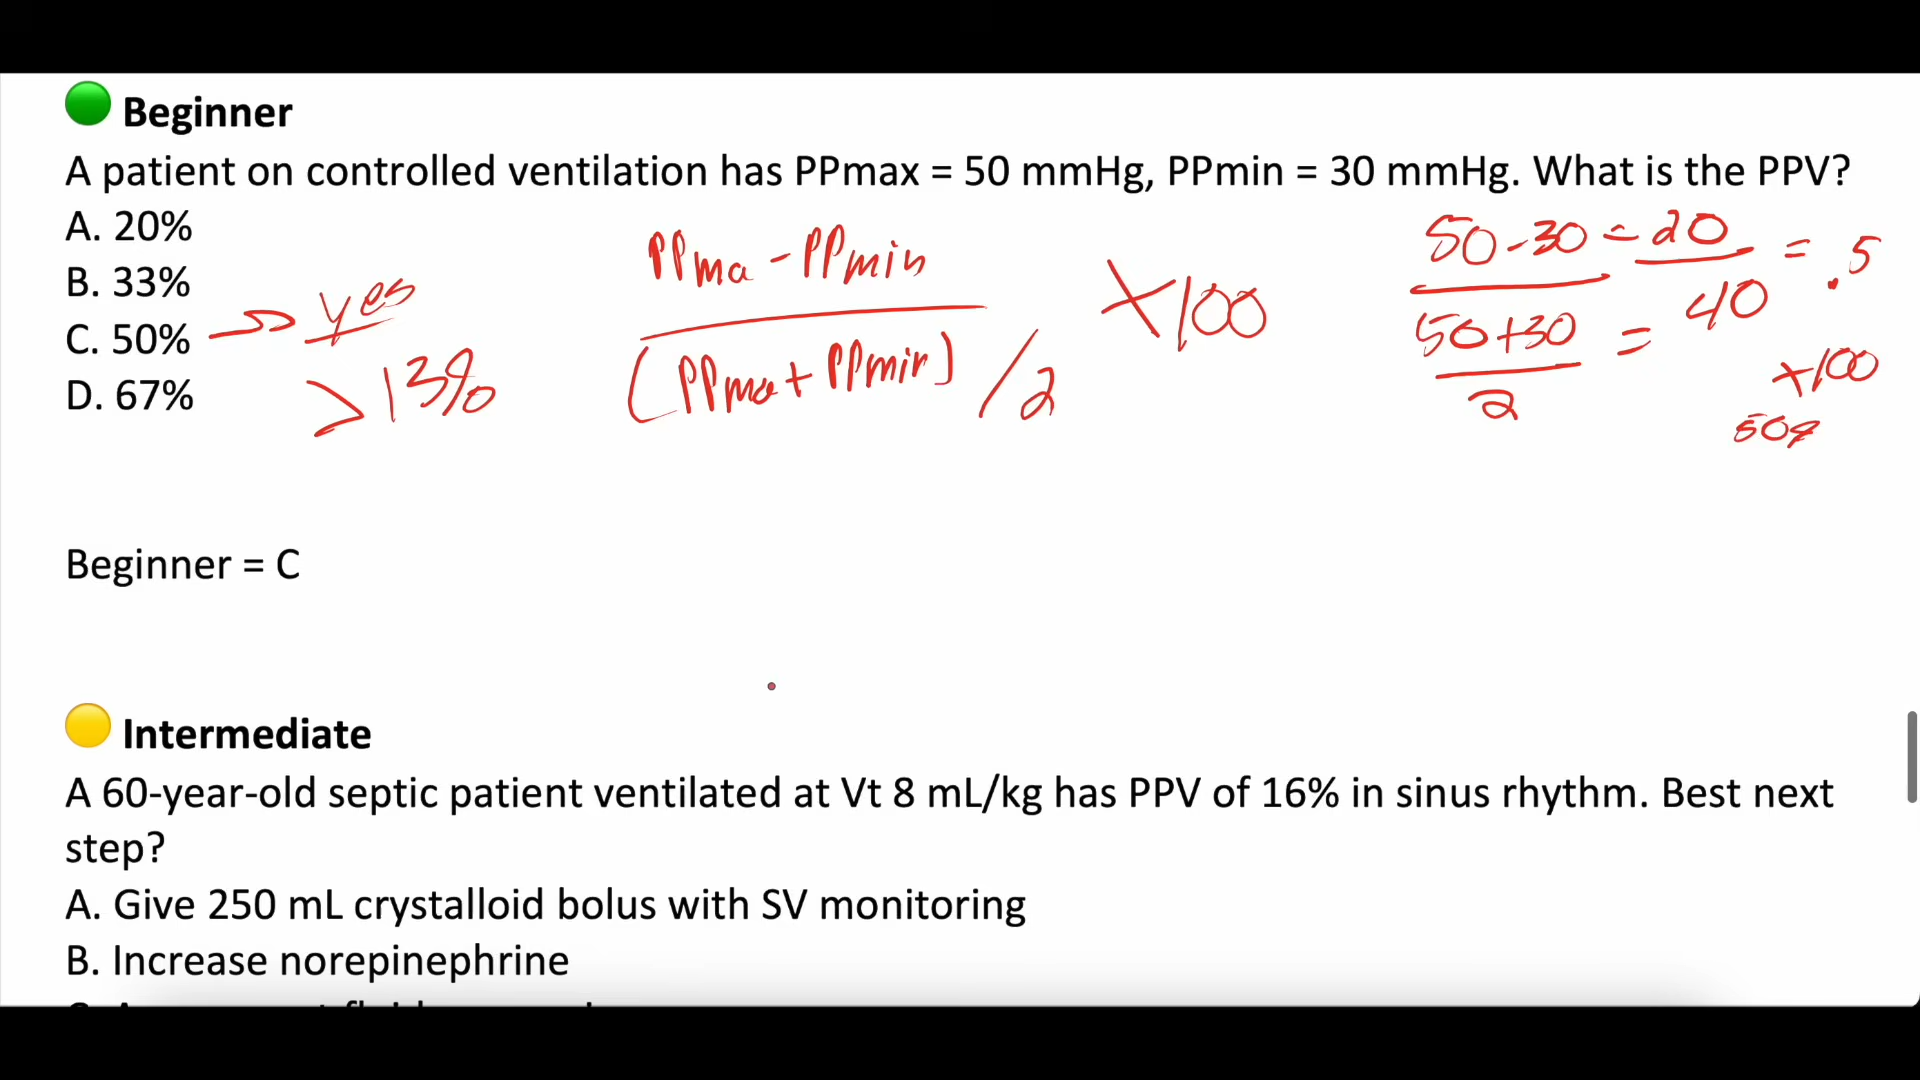 Beginner
A patient on controlled ventilation has PPmax = 50 mmHg, PPmin = 30 mmHg. What is the PPV?
A. 20%
B. 33%
C. 50%
D. 67%
yes
>13%
PPma - PPmin
(PPma + PPmin) /2
X100
50-30 = 20 = .5
50+30 = 40
2
x100
50%
Beginner = C
Intermediate
A 60-year-old septic patient ventilated at Vt 8 mL/kg has PPV of 16% in sinus rhythm. Best next
step?
A. Give 250 mL crystalloid bolus with SV monitoring
B. Increase norepinephrine